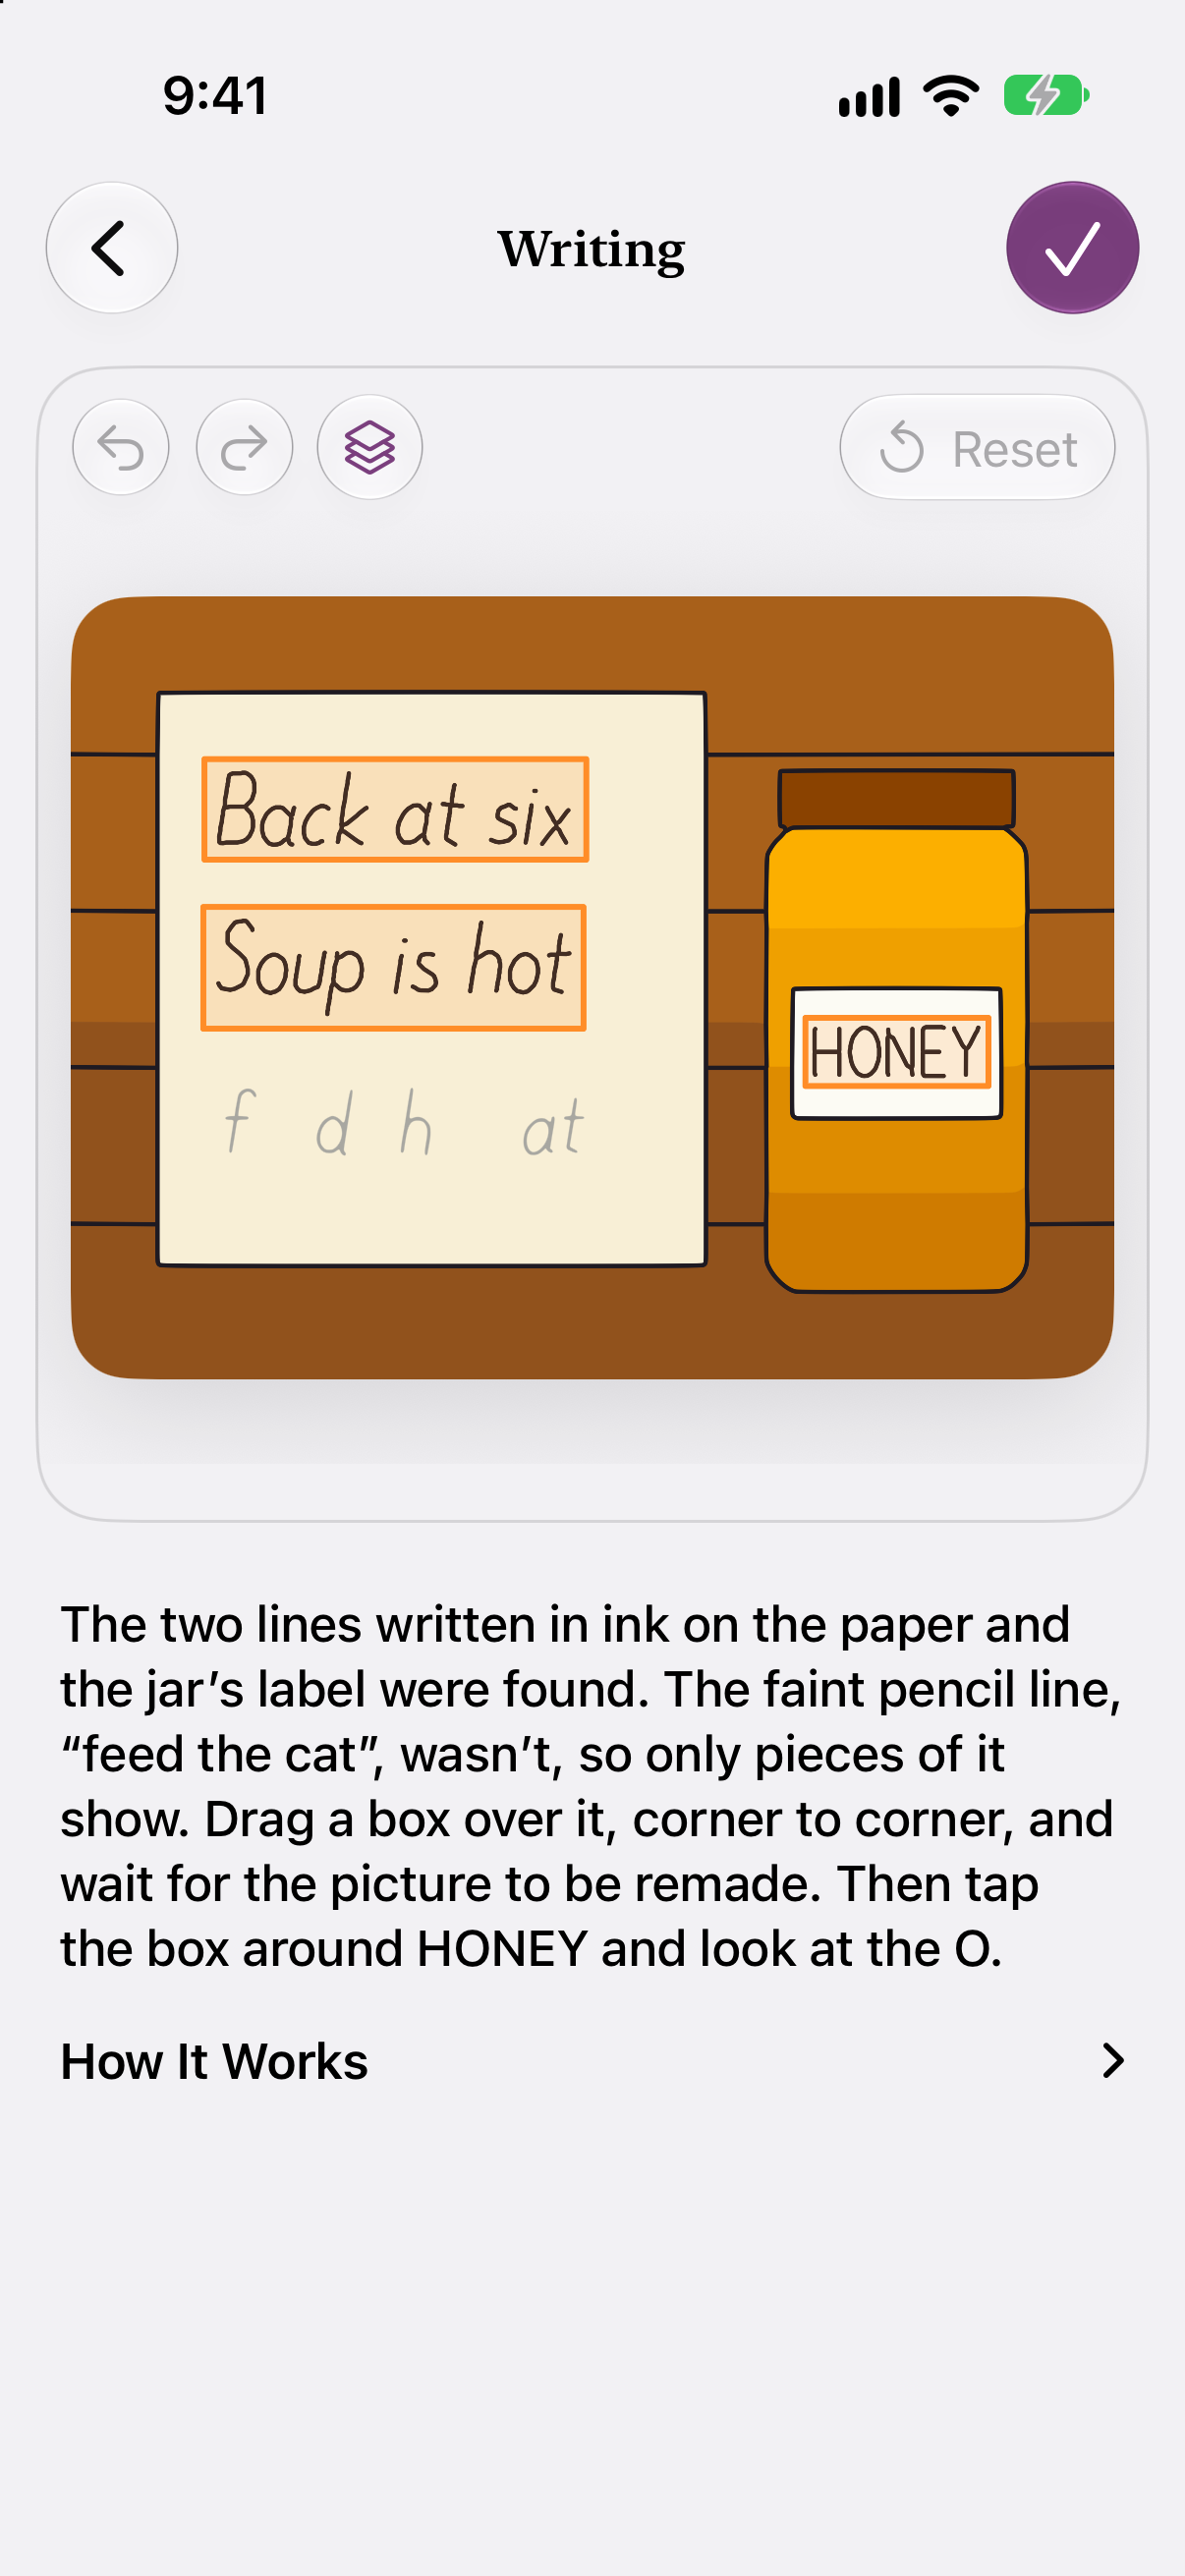 9:41
Writing
Reset
Back at six
Soup is hot
f d h at
HONEY
The two lines written in ink on the paper and
the jar’s label were found. The faint pencil line,
“feed the cat”, wasn’t, so only pieces of it
show. Drag a box over it, corner to corner, and
wait for the picture to be remade. Then tap
the box around HONEY and look at the O.
How It Works